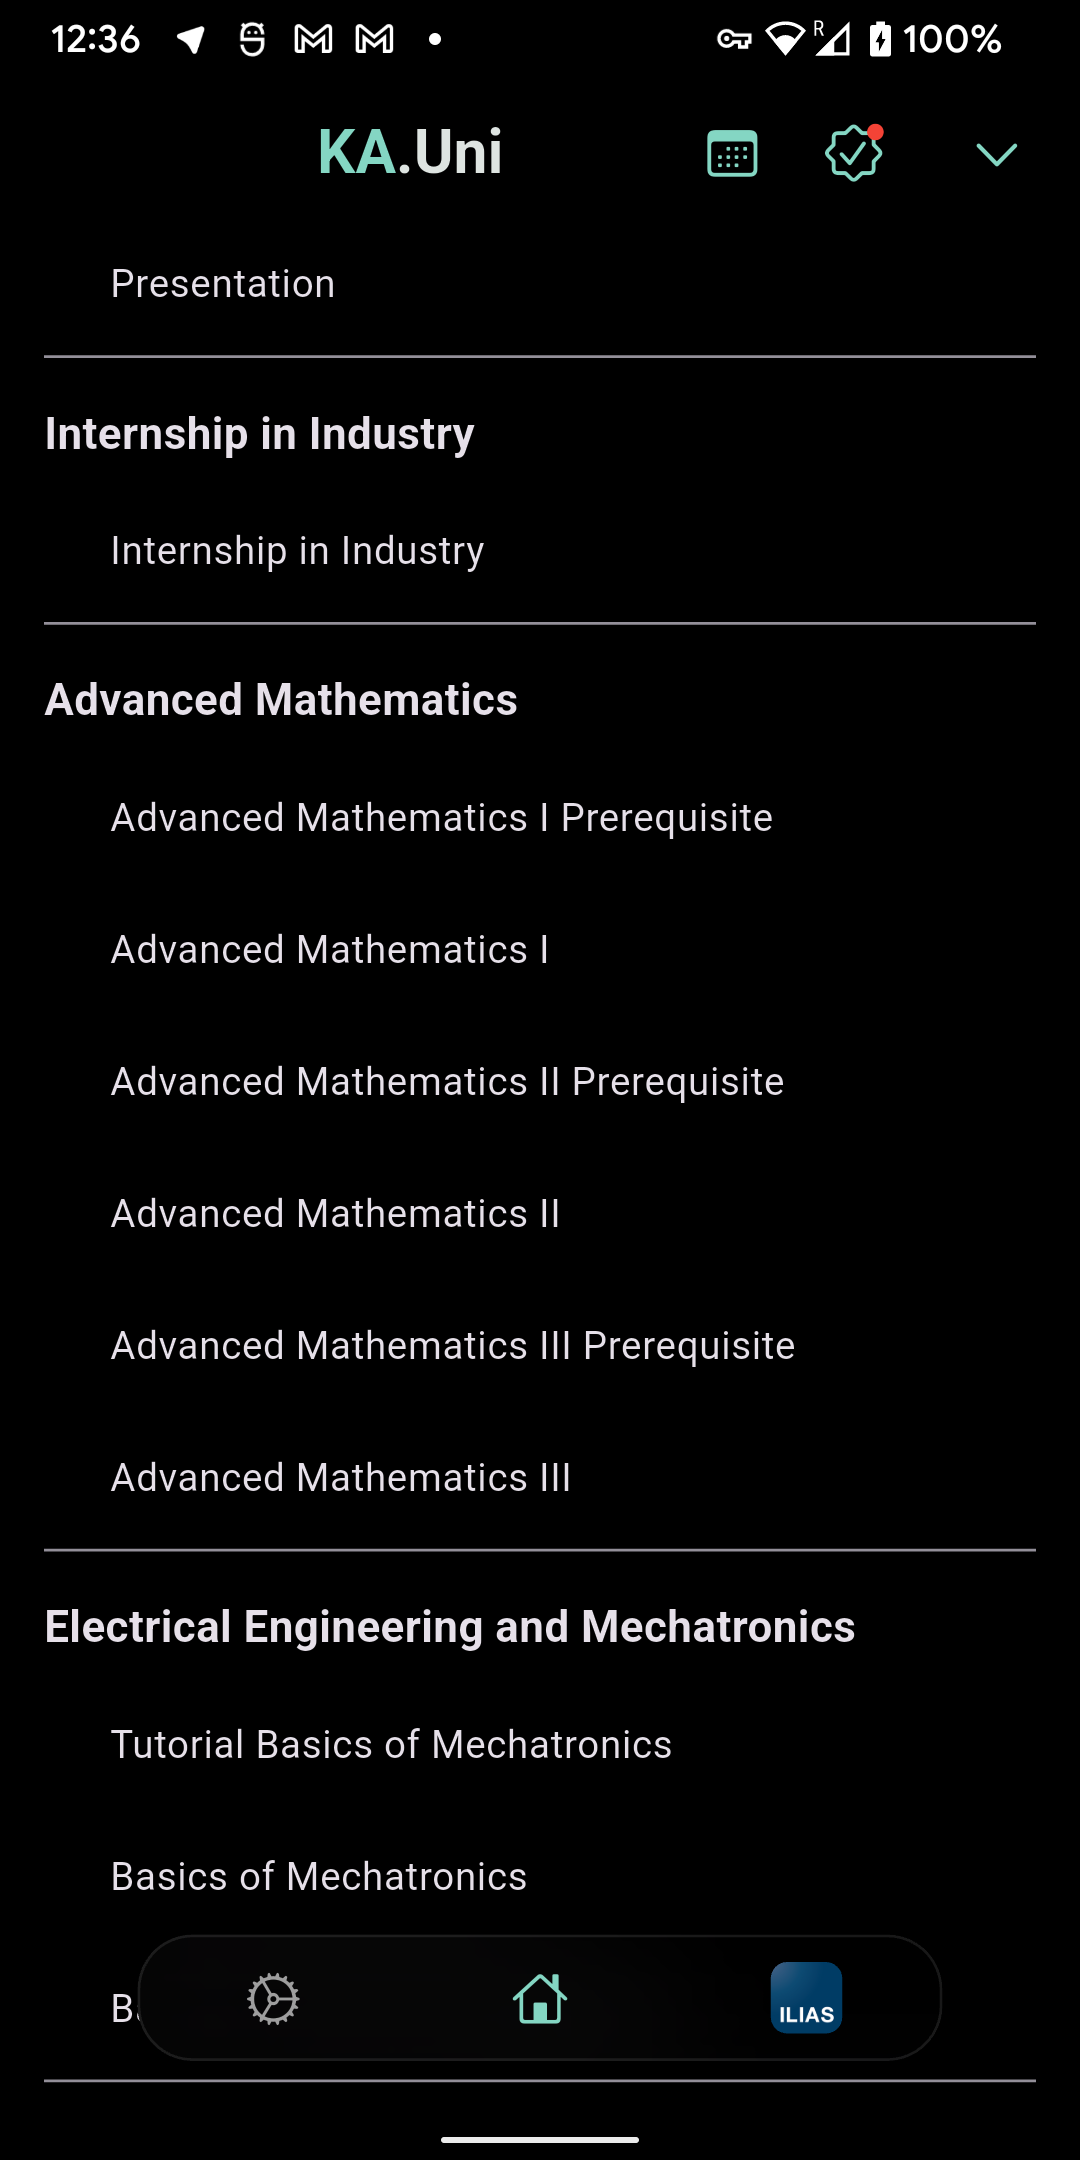 12:36
R
100%
KA.Uni
Presentation
Internship in Industry
Internship in Industry
Advanced Mathematics
Advanced Mathematics I Prerequisite
Advanced Mathematics I
Advanced Mathematics II Prerequisite
Advanced Mathematics II
Advanced Mathematics III Prerequisite
Advanced Mathematics III
Electrical Engineering and Mechatronics
Tutorial Basics of Mechatronics
Basics of Mechatronics
ILIAS